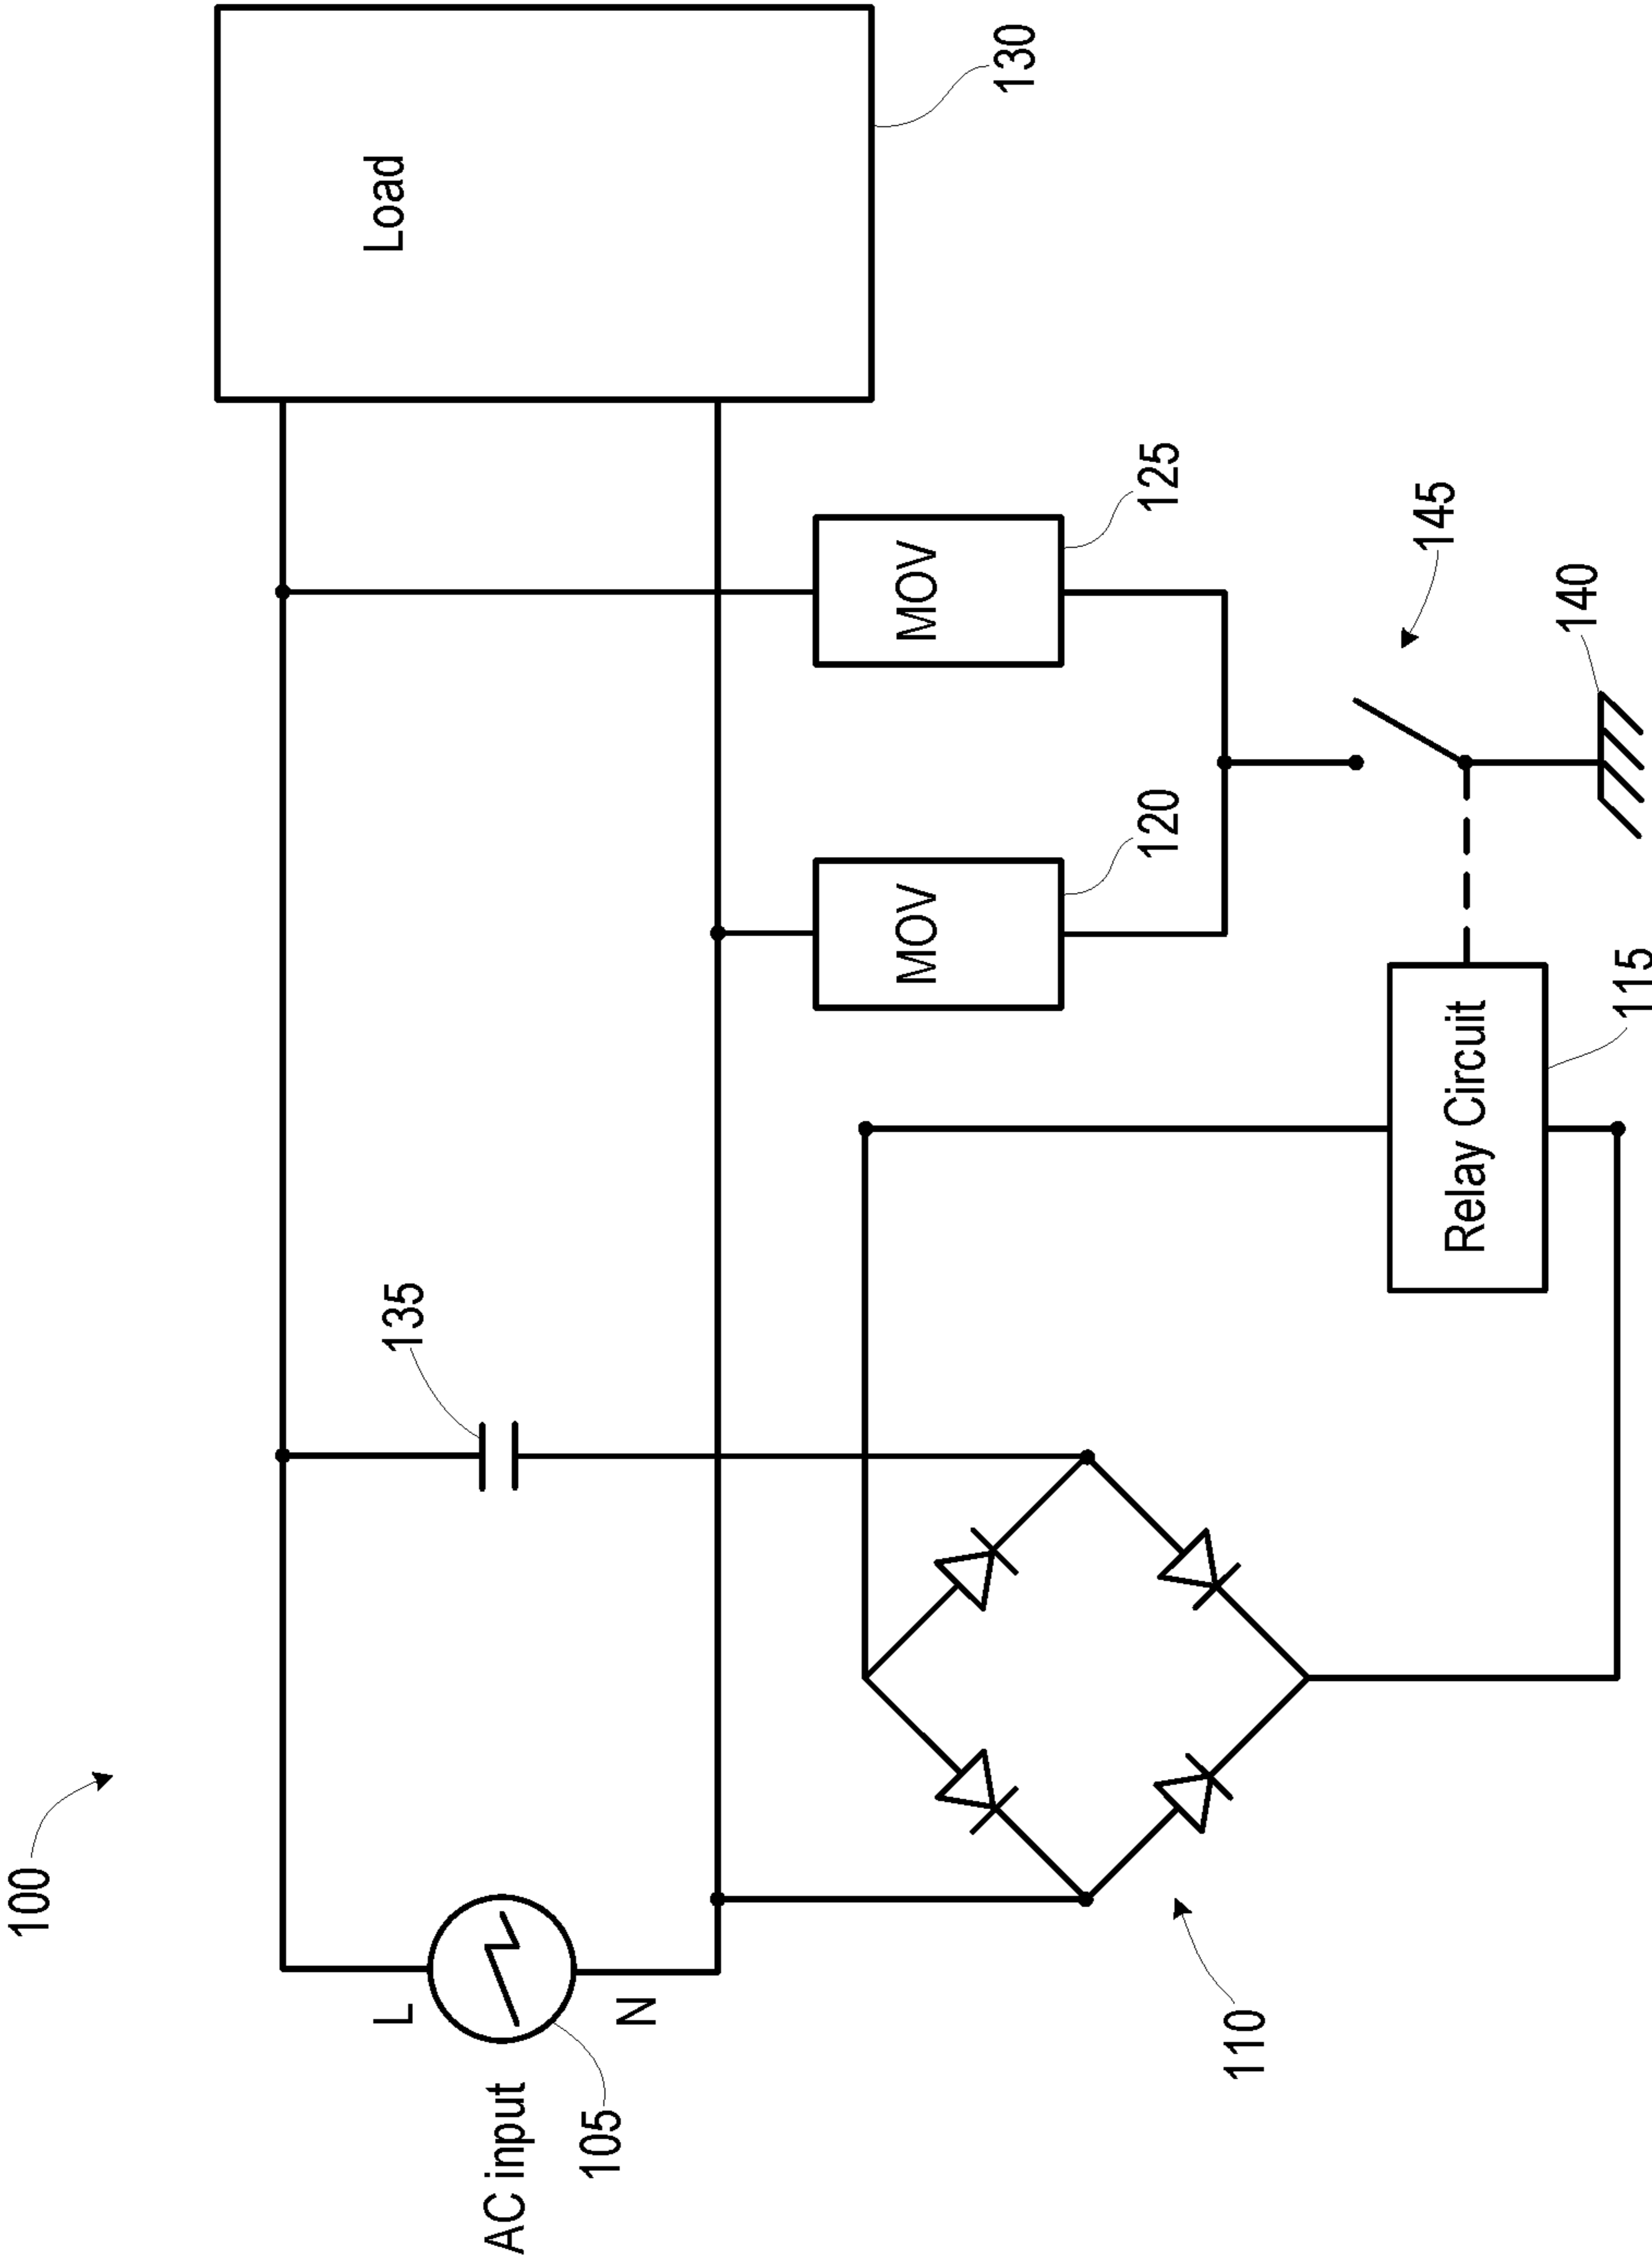 100
L
AC input
105
N
135
Load
130
MOV
120
MOV
125
110
Relay Circuit
115
145
140